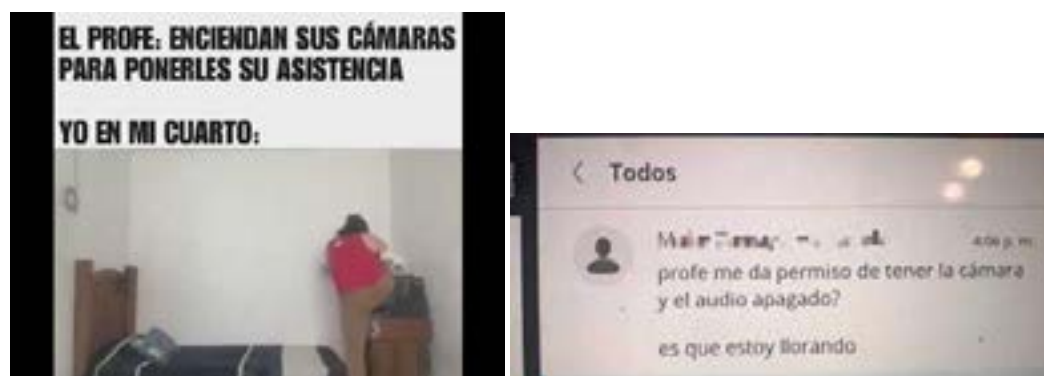 EL PROFE: ENCIENDAN SUS CÁMARAS
PARA PONERLES SU ASISTENCIA
YO EN MI CUARTO:
Todos
profe me da permiso de tener la cámara
y el audio apagado?
es que estoy llorando